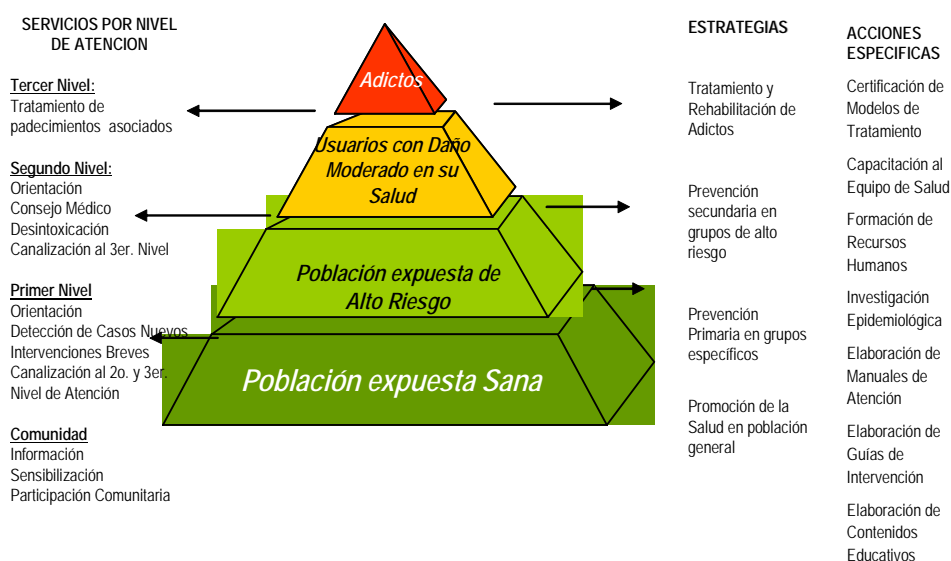 SERVICIOS POR NIVEL
DE ATENCION
Tercer Nivel:
Tratamiento de
padecimientos asociados
Segundo Nivel:
Orientación
Consejo Médico
Desintoxicación
Canalización al 3er. Nivel
Primer Nivel
Orientación
Detección de Casos Nuevos
Intervenciones Breves
Canalización al 2o. y 3er.
Nivel de Atención
Comunidad
Información
Sensibilización
Participación Comunitaria
Adictos
Usuarios con Daño
Moderado en su
Salud
Población expuesta de
Alto Riesgo
Población expuesta Sana
ESTRATEGIAS
Tratamiento y
Rehabilitación de
Adictos
Prevención
secundaria en
grupos de alto
riesgo
Prevención
Primaria en grupos
específicos
Promoción de la
Salud en población
general
ACCIONES
ESPECIFICAS
Certificación de
Modelos de
Tratamiento
Capacitación al
Equipo de Salud
Formación de
Recursos
Humanos
Investigación
Epidemiológica
Elaboración de
Manuales de
Atención
Elaboración de
Guías de
Intervención
Elaboración de
Contenidos
Educativos